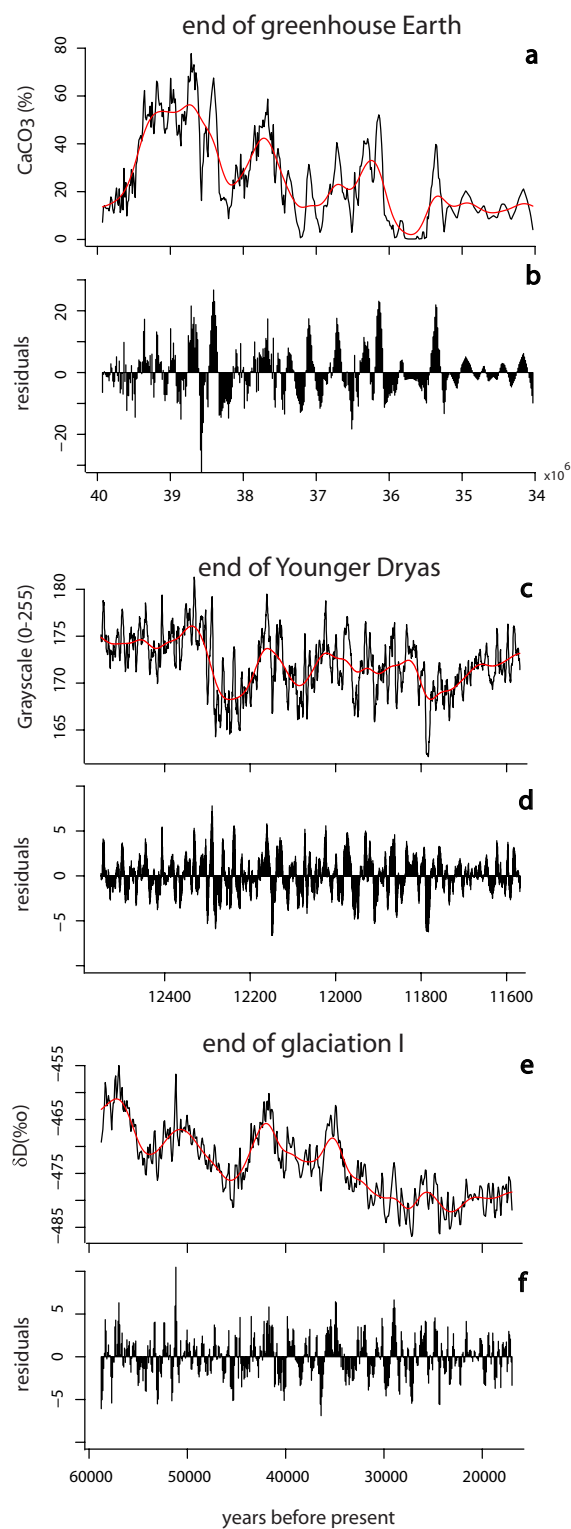 end of greenhouse Earth
a
CaCO3 (%)
80
60
40
20
0
b
residuals
20
0
−20
x10⁶
40 39 38 37 36 35 34
end of Younger Dryas
c
Grayscale (0-255)
180
175
170
165
d
residuals
5
0
−5
12400 12200 12000 11800 11600
end of glaciation I
e
δD(%o)
−455
−465
−475
−485
f
residuals
5
0
−5
60000 50000 40000 30000 20000
years before present